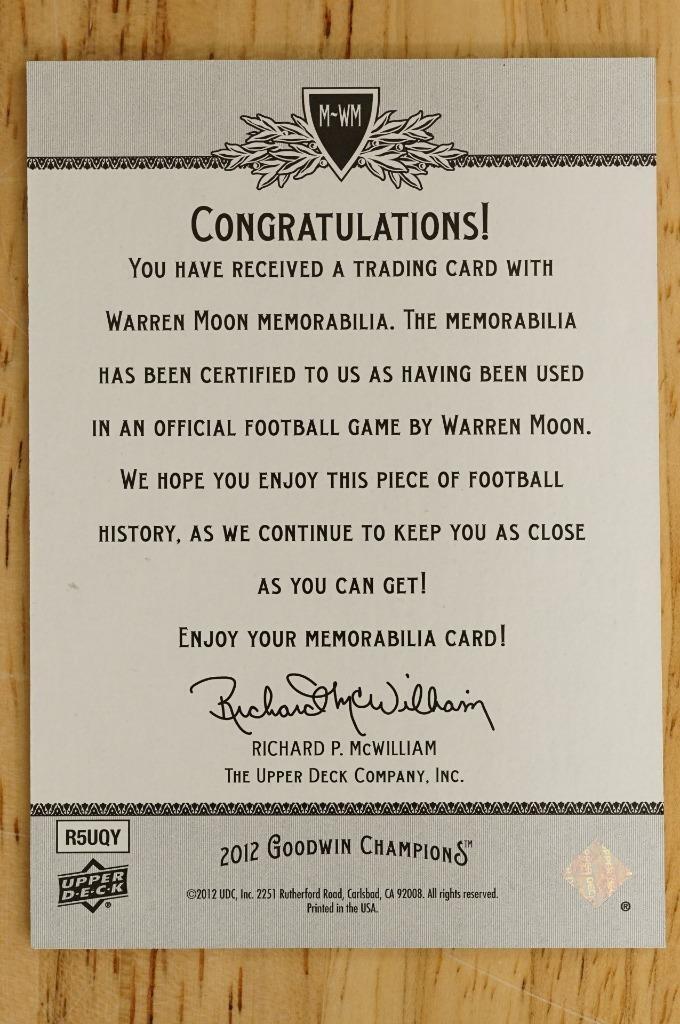 M~WM
CONGRATULATIONS!
YOU HAVE RECEIVED A TRADING CARD WITH
WARREN MOON MEMORABILIA. THE MEMORABILIA
HAS BEEN CERTIFIED TO US AS HAVING BEEN USED
IN AN OFFICIAL FOOTBALL GAME BY WARREN MOON.
WE HOPE YOU ENJOY THIS PIECE OF FOOTBALL
HISTORY, AS WE CONTINUE TO KEEP YOU AS CLOSE
AS YOU CAN GET!
ENJOY YOUR MEMORABILIA CARD!
Richard McWilliam
RICHARD P. McWILLIAM
THE UPPER DECK COMPANY, INC.
R5UQY
UPPER
D·E·C·K
®
2012 GOODWIN CHAMPIONS™
©2012 UDC, Inc. 2251 Rutherford Road, Carlsbad, CA 92008. All rights reserved.
Printed in the USA.
®